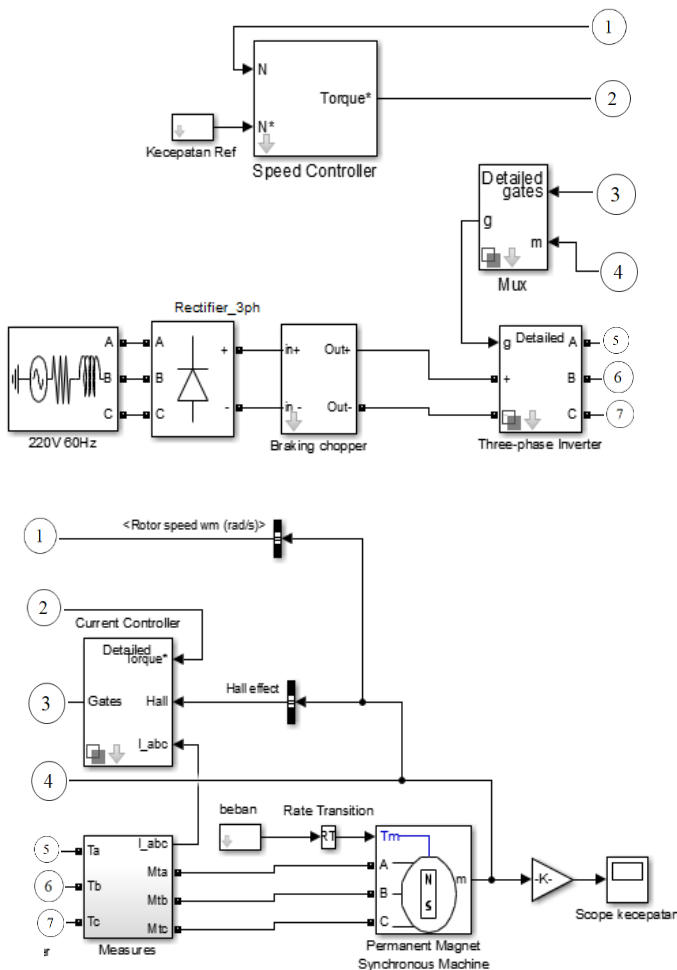 1
N
Torque*
2
N*
Kecepatan Ref
Speed Controller
Detailed
gates
3
g
m
4
Mux
Rectifier_3ph
A
B
C
A
B
C
+
-
in+
in -
Out+
Out-
g
Detailed
+
-
A
B
C
5
6
7
220V 60Hz
Braking chopper
Three-phase Inverter
1
<Rotor speed wm (rad/s)>
2
Current Controller
Detailed
Torque*
3
Gates
Hall
Hall effect
I_abc
4
beban
Rate Transition
RT
Tm
5
Ta
I_abc
Mta
A
6
Tb
Mtb
B
7
Tc
Mtc
C
N
S
m
-K-
Scope kecepatan
Measures
Permanent Magnet
Synchronous Machine